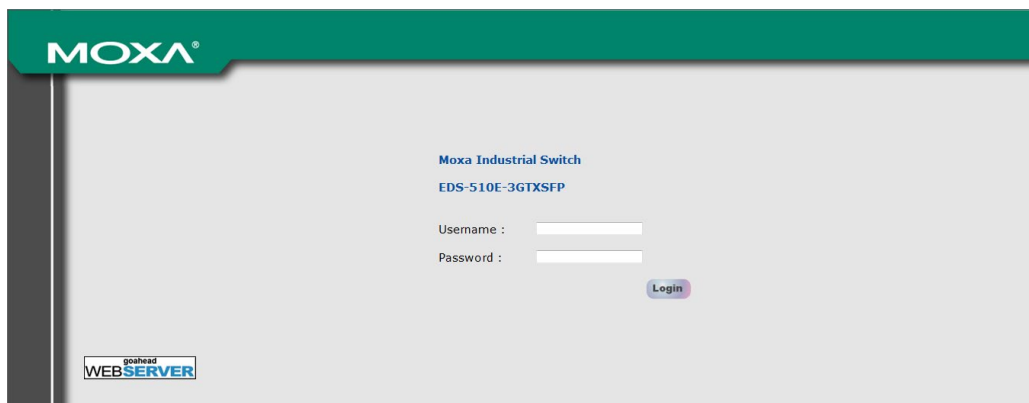 MOXA®
Moxa Industrial Switch
EDS-510E-3GTXSFP
Username :
Password :
Login
goahead
WEBSERVER